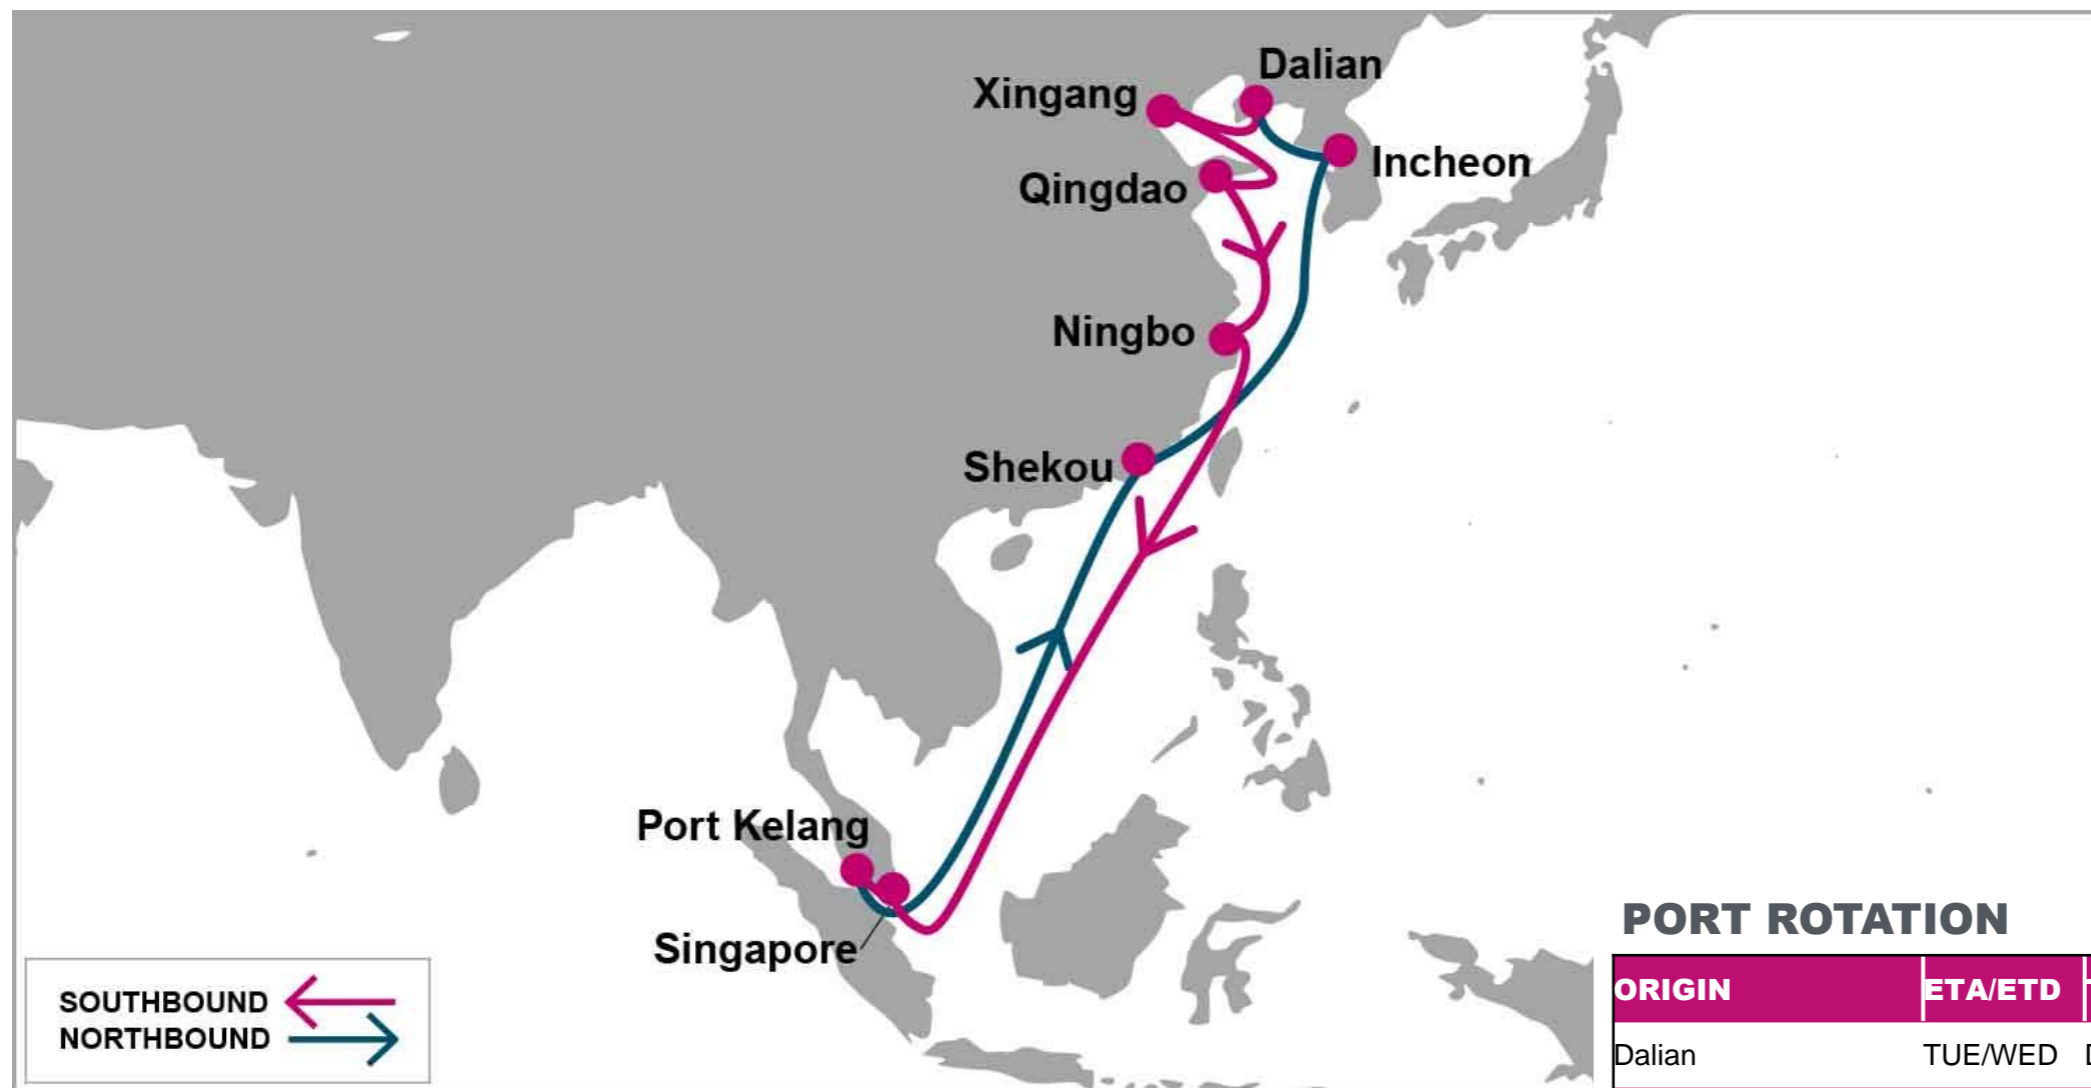 Dalian
Xingang
Incheon
Qingdao
Ningbo
Shekou
Port Kelang
Singapore
SOUTHBOUND
NORTHBOUND
PORT ROTATION
ORIGIN ETA/ETD
Dalian TUE/WED